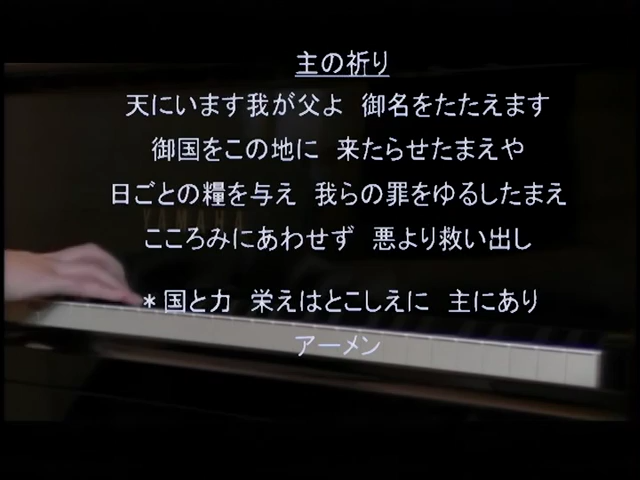 主の祈り
天にいます我が父よ 御名をたたえます
御国をこの地に 来たらせたまえや
日ごとの糧を与え 我らの罪をゆるしたまえ
YAMAHA
こころみにあわせず 悪より救い出し
*国と力 栄えはとこしえに 主にあり
アーメン